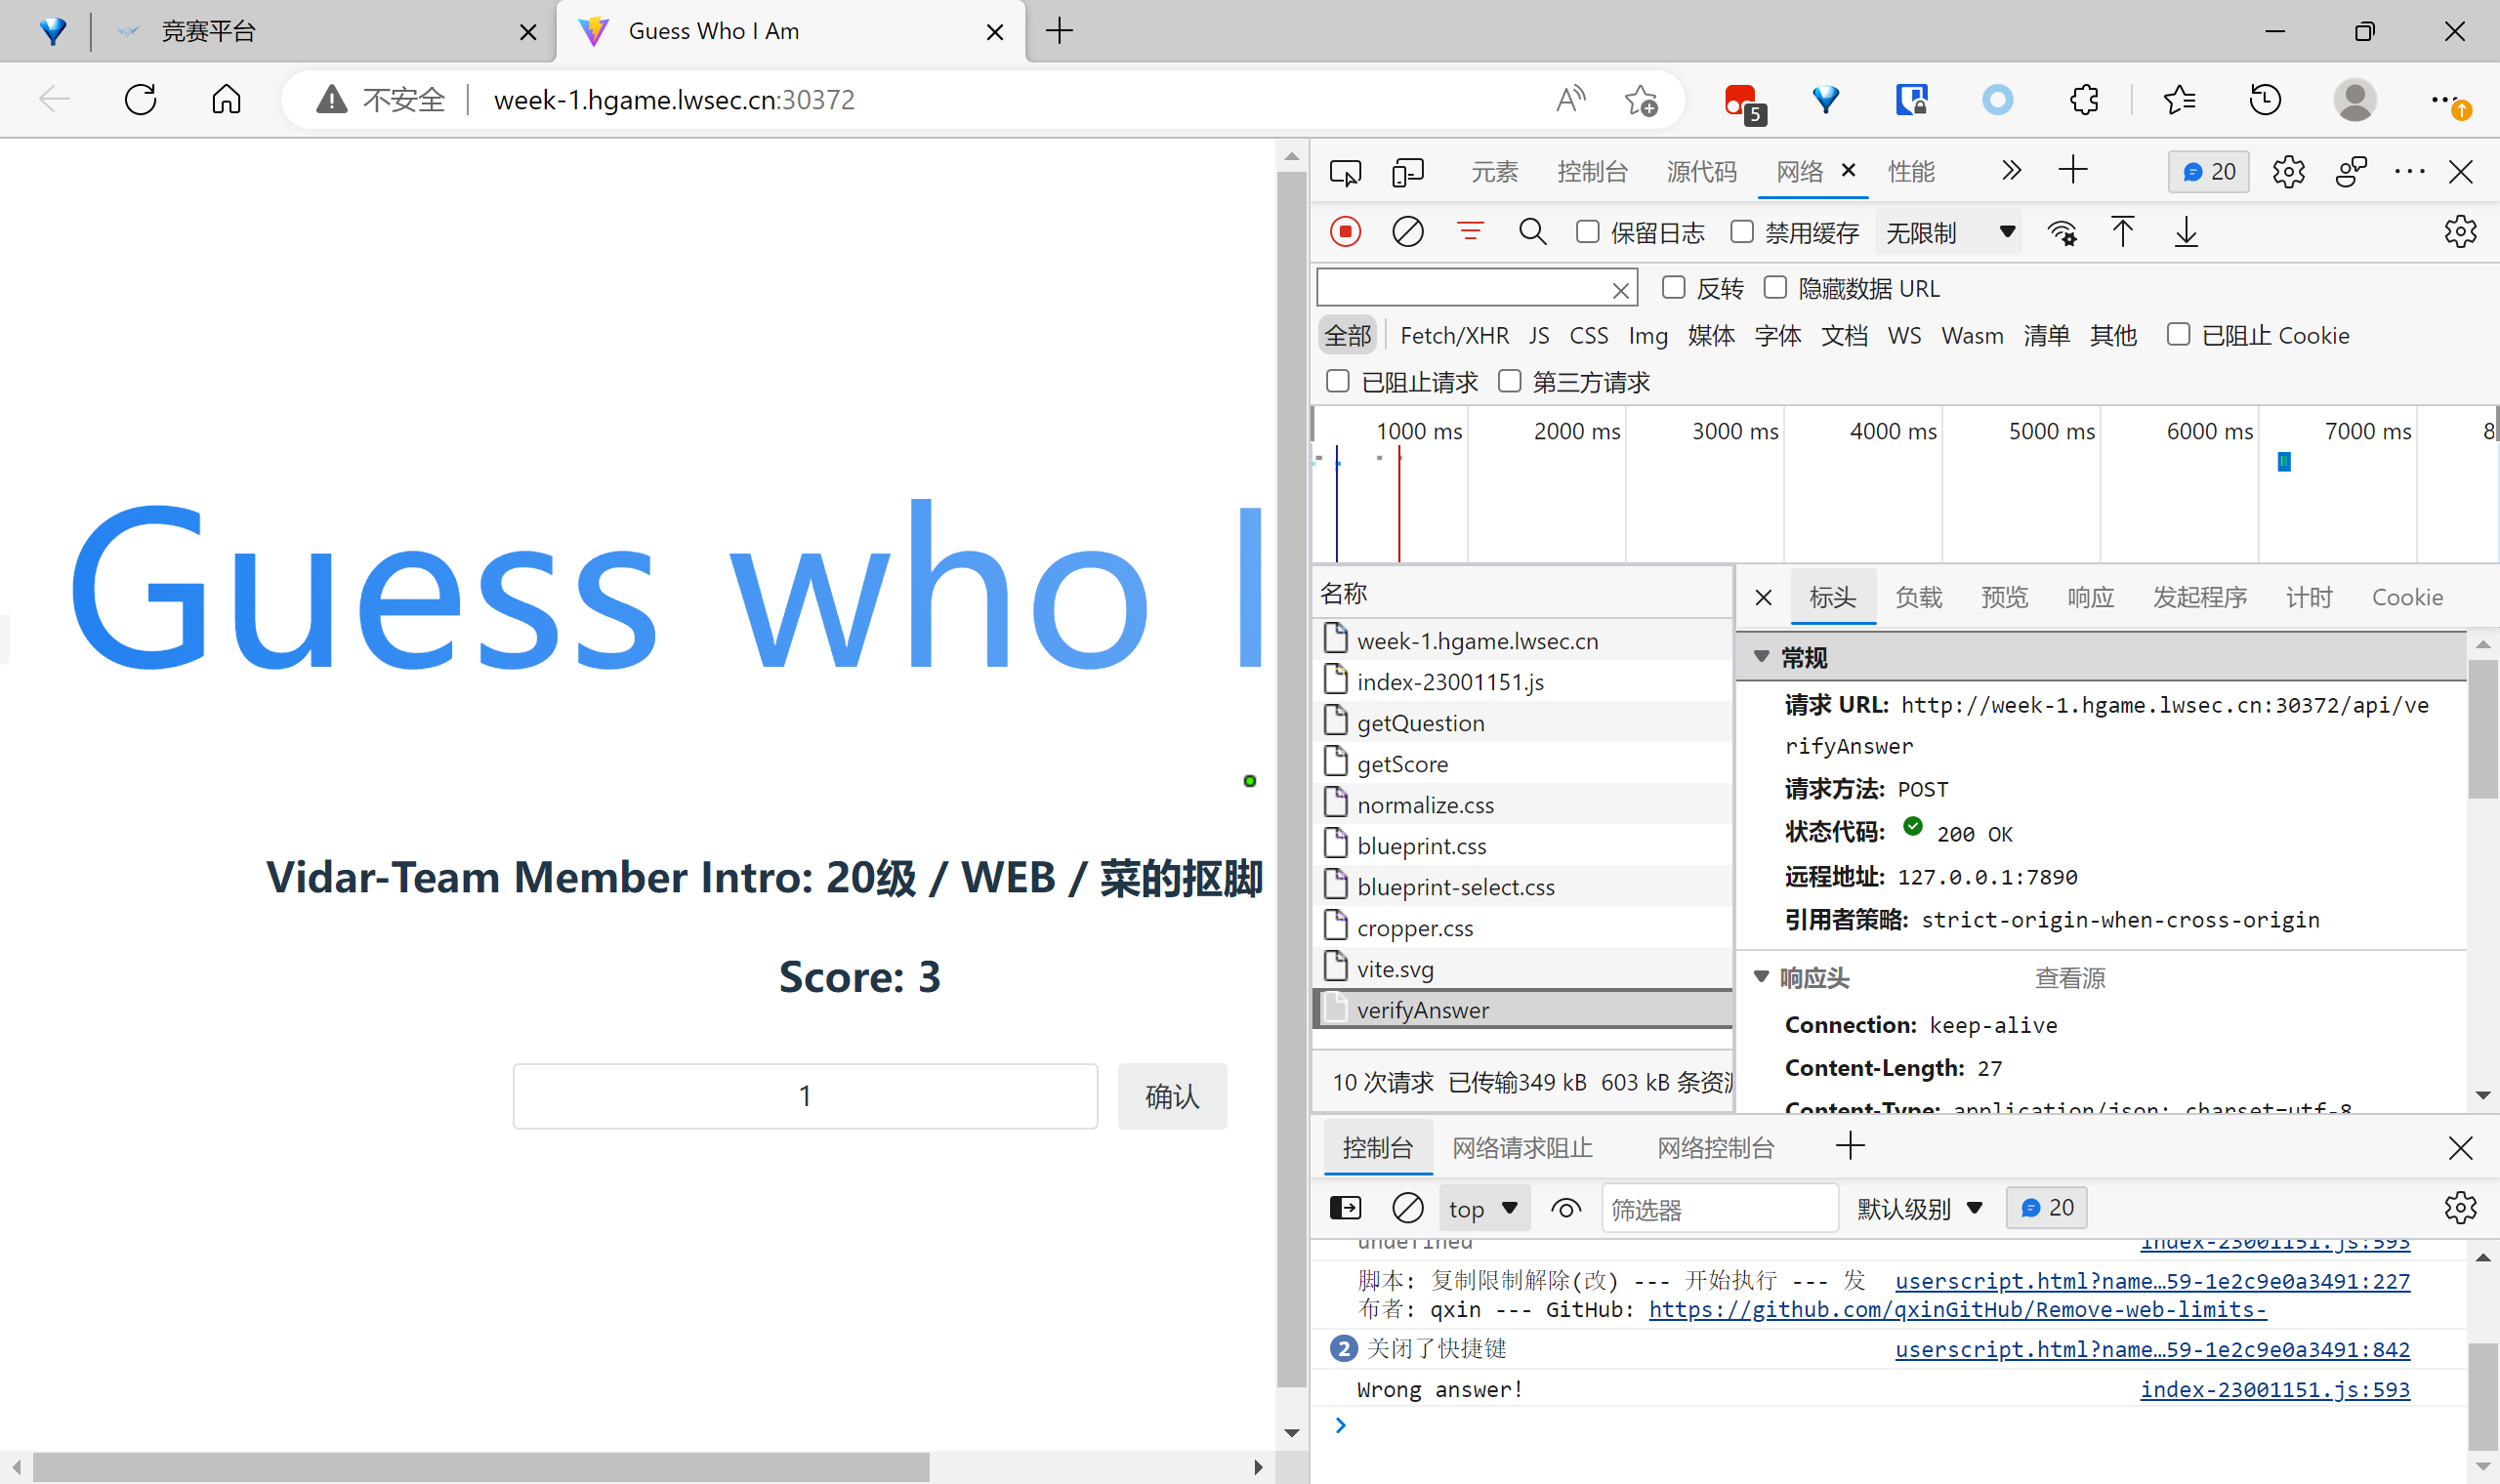 竞赛平台
Guess Who I Am
不安全
week-1.hgame.lwsec.cn:30372
5
Guess who I
Vidar-Team Member Intro: 20级 / WEB / 菜的抠脚
Score: 3
1
确认
元素 控制台 源代码 网络 性能
20
保留日志 禁用缓存 无限制
反转 隐藏数据 URL
全部 Fetch/XHR JS CSS Img 媒体 字体 文档 WS Wasm 清单 其他 已阻止 Cookie
已阻止请求 第三方请求
1000 ms 2000 ms 3000 ms 4000 ms 5000 ms 6000 ms 7000 ms 8
名称
week-1.hgame.lwsec.cn
index-23001151.js
getQuestion
getScore
normalize.css
blueprint.css
blueprint-select.css
cropper.css
vite.svg
verifyAnswer
10 次请求 已传输349 kB 603 kB 条资源
标头 负载 预览 响应 发起程序 计时 Cookie
常规
请求 URL: http://week-1.hgame.lwsec.cn:30372/api/ve
rifyAnswer
请求方法: POST
状态代码: 200 OK
远程地址: 127.0.0.1:7890
引用者策略: strict-origin-when-cross-origin
响应头 查看源
Connection: keep-alive
Content-Length: 27
Content-Type: application/json; charset=utf-8
控制台 网络请求阻止 网络控制台
top 筛选器 默认级别 20
undefined index-23001151.js:593
脚本: 复制限制解除(改) --- 开始执行 --- 发 userscript.html?name…59-1e2c9e0a3491:227
布者: qxin --- GitHub: https://github.com/qxinGitHub/Remove-web-limits-
2 关闭了快捷键 userscript.html?name…59-1e2c9e0a3491:842
Wrong answer! index-23001151.js:593